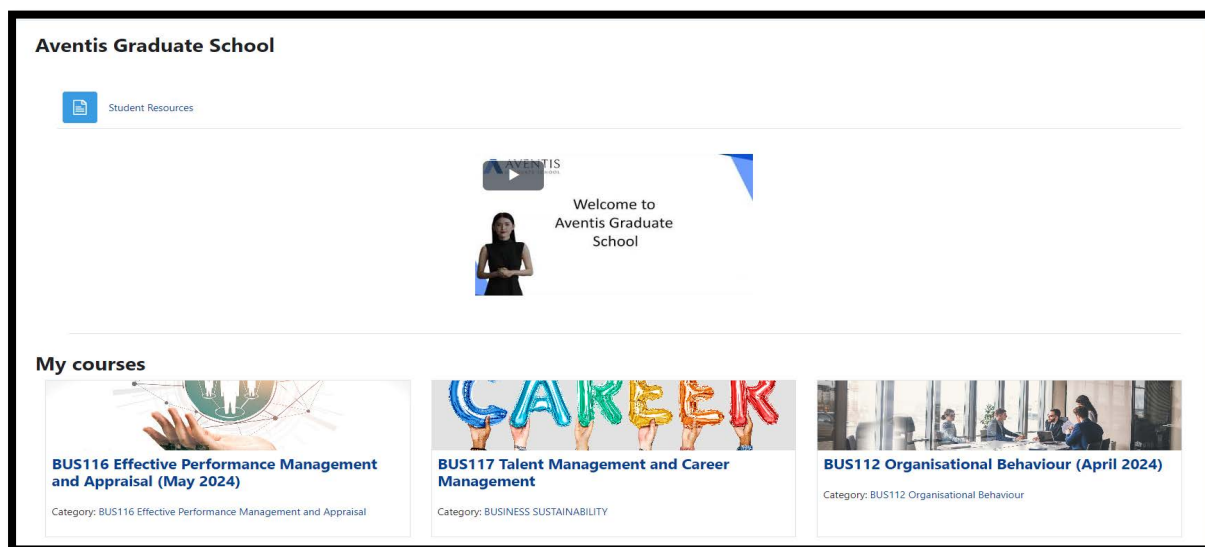 Aventis Graduate School
Student Resources
AVENTIS
Welcome to
Aventis Graduate
School
My courses
CAREER
BUS116 Effective Performance Management
and Appraisal (May 2024)
Category: BUS116 Effective Performance Management and Appraisal
BUS117 Talent Management and Career
Management
Category: BUSINESS SUSTAINABILITY
BUS112 Organisational Behaviour (April 2024)
Category: BUS112 Organisational Behaviour